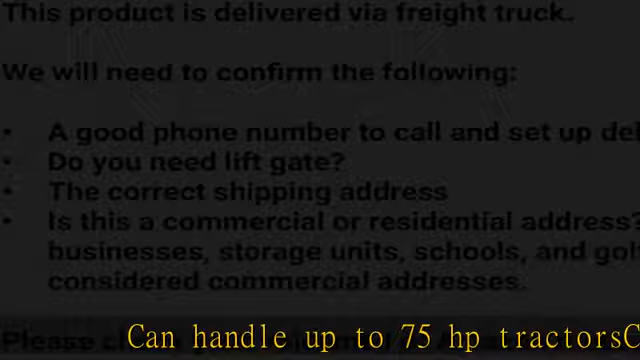 This product is delivered via freight truck.
We will need to confirm the following:
• A good phone number to call and set up
• Do you need lift gate?
• The correct shipping address
• Is this a commercial or residential address?
businesses, storage units, schools, and
considered commercial addresses.
Please
Can handle up to 75 hp tractorsC